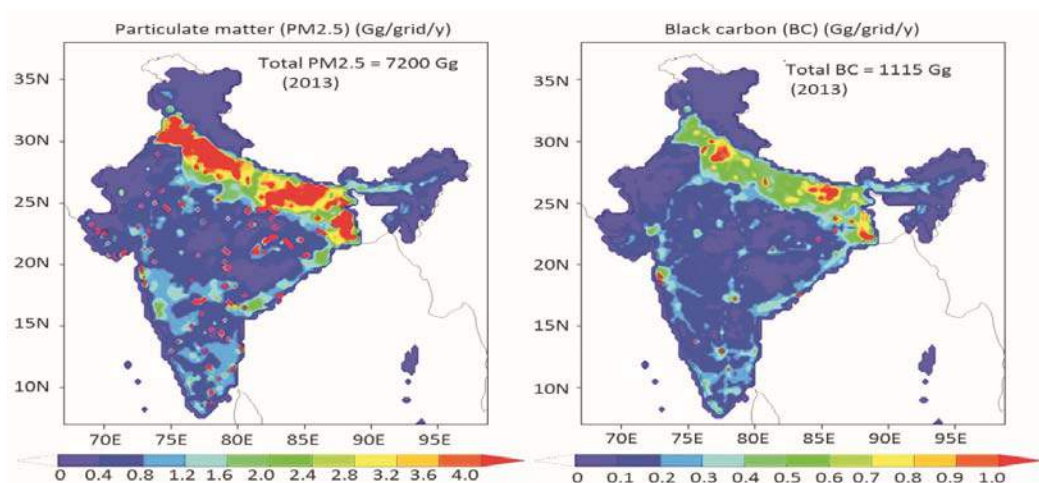 Particulate matter (PM2.5) (Gg/grid/y)
Total PM2.5 = 7200 Gg
(2013)
35N
30N
25N
20N
15N
10N
70E 75E 80E 85E 90E 95E
0 0.4 0.8 1.2 1.6 2.0 2.4 2.8 3.2 3.6 4.0
Black carbon (BC) (Gg/grid/y)
Total BC = 1115 Gg
(2013)
35N
30N
25N
20N
15N
10N
70E 75E 80E 85E 90E 95E
0 0.1 0.2 0.3 0.4 0.5 0.6 0.7 0.8 0.9 1.0